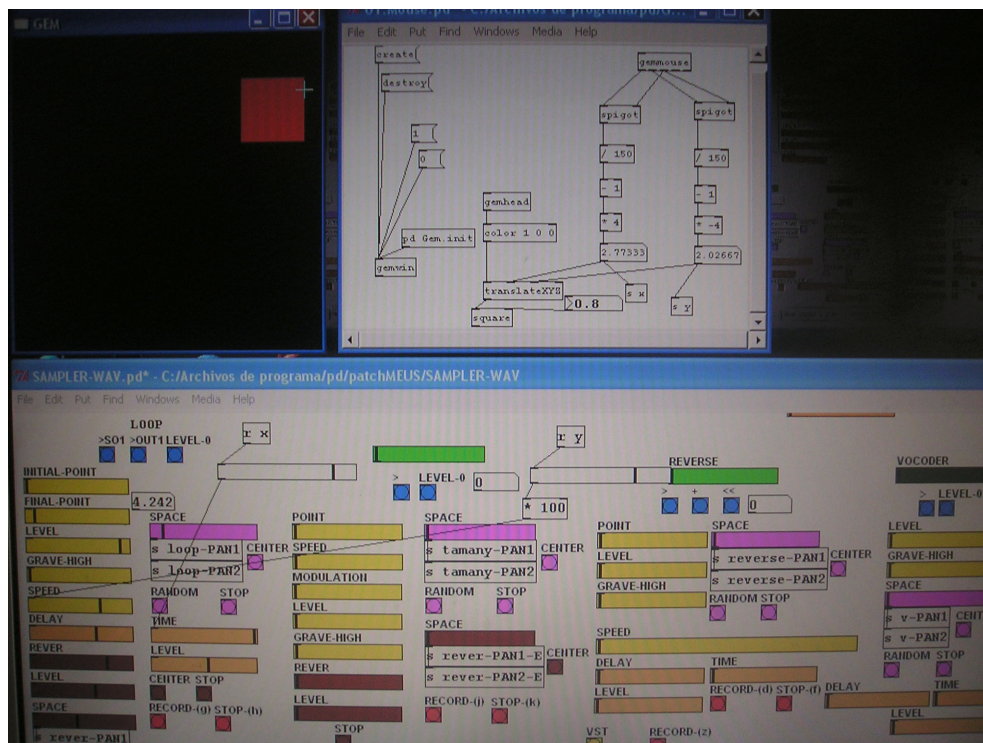 GEM
01.mouse.pd - C:/Archivos de programa/pd/G...
File Edit Put Find Windows Media Help
create
destroy
1
0
pd Gem.init
gemwin
gemhead
color 1 0 0
translateXYZ
0.8
square
gemmouse
spigot
spigot
/ 150
/ 150
- 1
- 1
* 4
* -4
2.77333
2.02667
s x
s y
SAMPLER-WAV.pd* - C:/Archivos de programa/pd/patchMEUS/SAMPLER-WAV
File Edit Put Find Windows Media Help
LOOP
>SO1 >OUT1 LEVEL-0
r x
INITIAL-POINT
FINAL-POINT
4.242
LEVEL
GRAVE-HIGH
SPEED
DELAY
REVER
LEVEL
SPACE
s rever-PAN1
SPACE
s loop-PAN1
s loop-PAN2
CENTER
RANDOM STOP
TIME
LEVEL
CENTER STOP
RECORD-(g) STOP-(h)
> LEVEL-0
0
r y
* 100
POINT
SPEED
MODULATION
LEVEL
GRAVE-HIGH
REVER
LEVEL
STOP
SPACE
s tamany-PAN1
s tamany-PAN2
CENTER
RANDOM STOP
SPACE
s rever-PAN1-E
s rever-PAN2-E
CENTER
RECORD-(j) STOP-(k)
REVERSE
> + <<
0
POINT
LEVEL
GRAVE-HIGH
SPACE
s reverse-PAN1
s reverse-PAN2
CENTER
RANDOM STOP
SPEED
DELAY
TIME
LEVEL
RECORD-(d) STOP-(f)
VST RECORD-(z)
VOCODER
> LEVEL-0
LEVEL
GRAVE-HIGH
SPACE
s v-PAN1
s v-PAN2
CENT
RANDOM STOP
DELAY
TIME
LEVEL